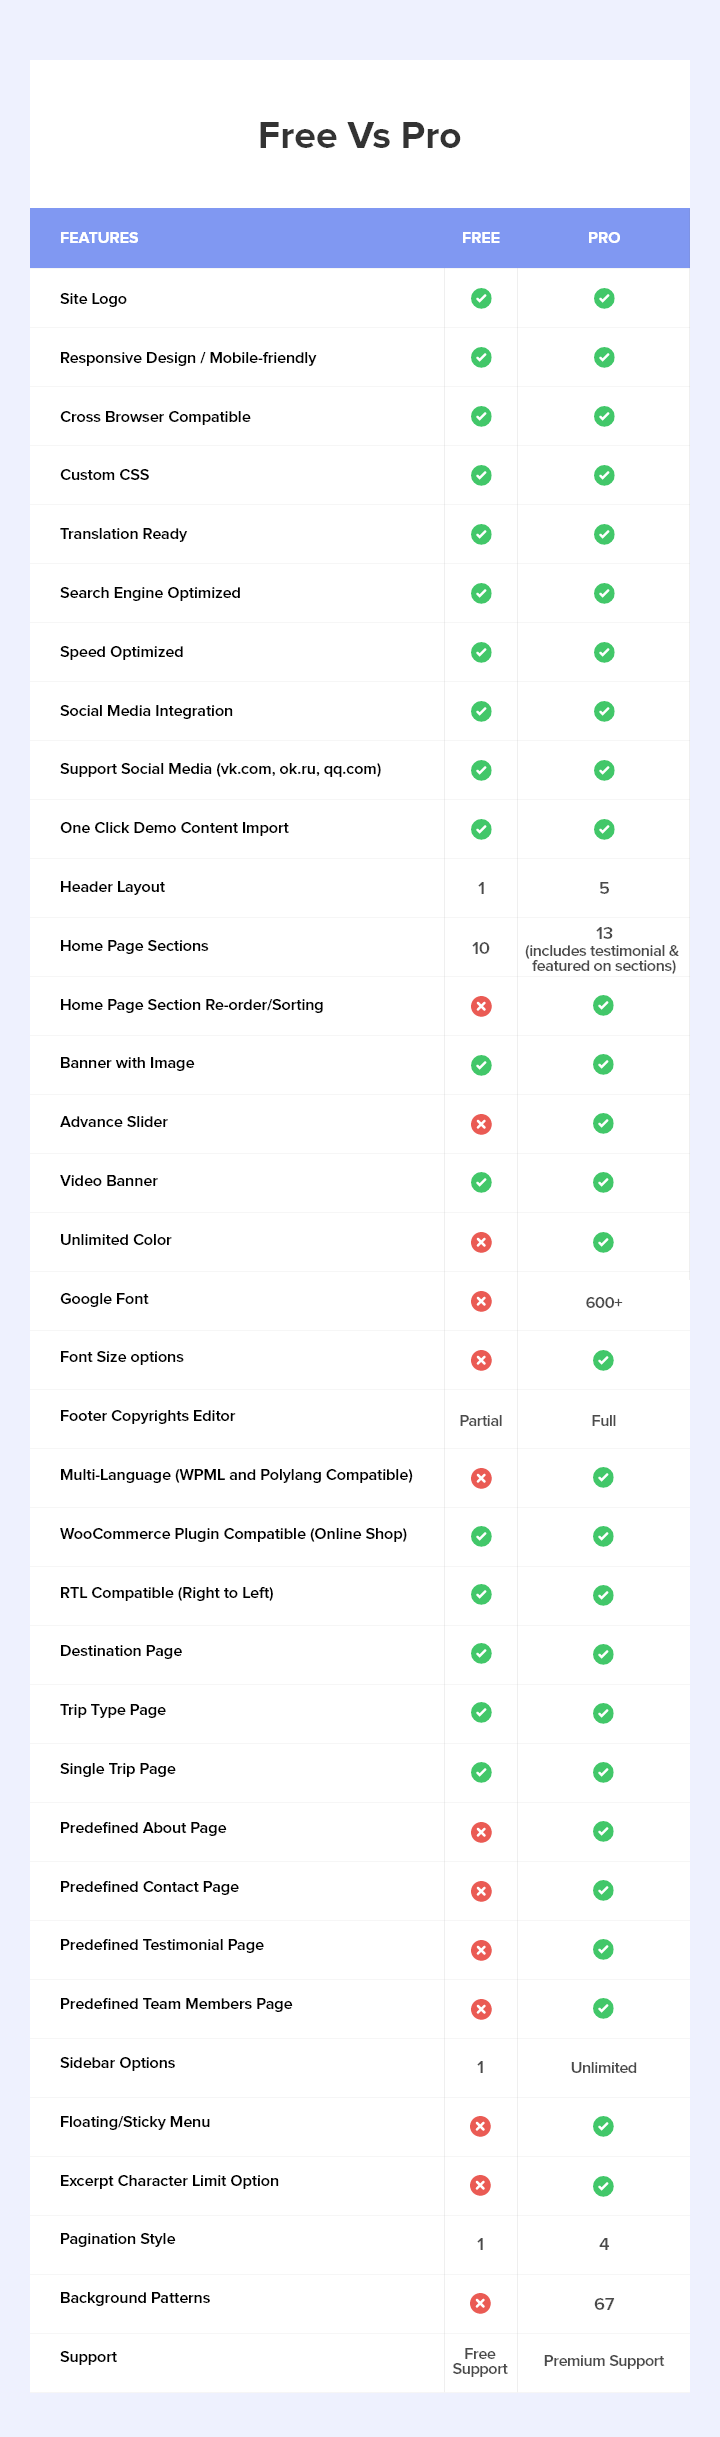 Free Vs Pro
FEATURES FREE PRO
Site Logo
Responsive Design / Mobile-friendly
Cross Browser Compatible
Custom CSS
Translation Ready
Search Engine Optimized
Speed Optimized
Social Media Integration
Support Social Media (vk.com, ok.ru, qq.com)
One Click Demo Content Import
Header Layout 1 5
Home Page Sections 10 13
(includes testimonial &
featured on sections)
Home Page Section Re-order/Sorting
Banner with Image
Advance Slider
Video Banner
Unlimited Color
Google Font 600+
Font Size options
Footer Copyrights Editor Partial Full
Multi-Language (WPML and Polylang Compatible)
WooCommerce Plugin Compatible (Online Shop)
RTL Compatible (Right to Left)
Destination Page
Trip Type Page
Single Trip Page
Predefined About Page
Predefined Contact Page
Predefined Testimonial Page
Predefined Team Members Page
Sidebar Options 1 Unlimited
Floating/Sticky Menu
Excerpt Character Limit Option
Pagination Style 1 4
Background Patterns 67
Support Free
Support Premium Support